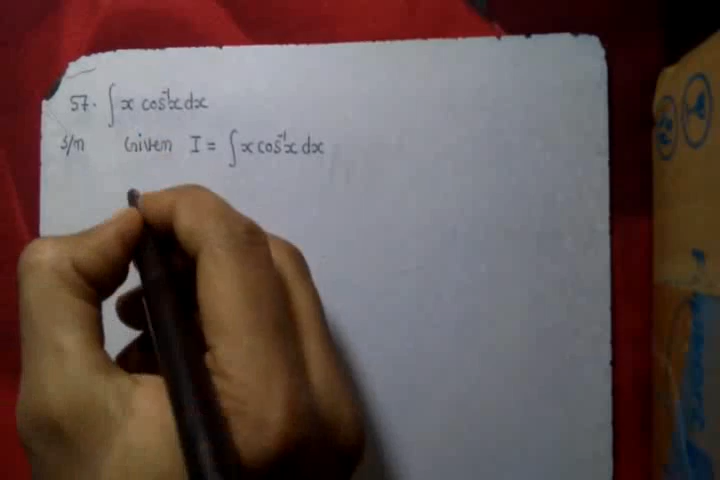 57. ∫ x cos⁻¹x dx
s/n Given I = ∫ x cos⁻¹x dx